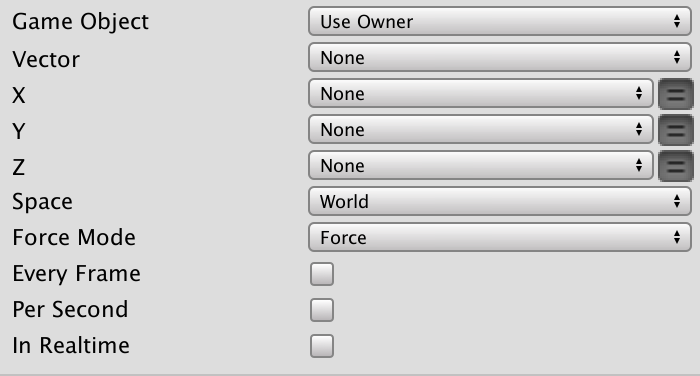 Game Object Use Owner
Vector None
X None
Y None
Z None
Space World
Force Mode Force
Every Frame
Per Second
In Realtime